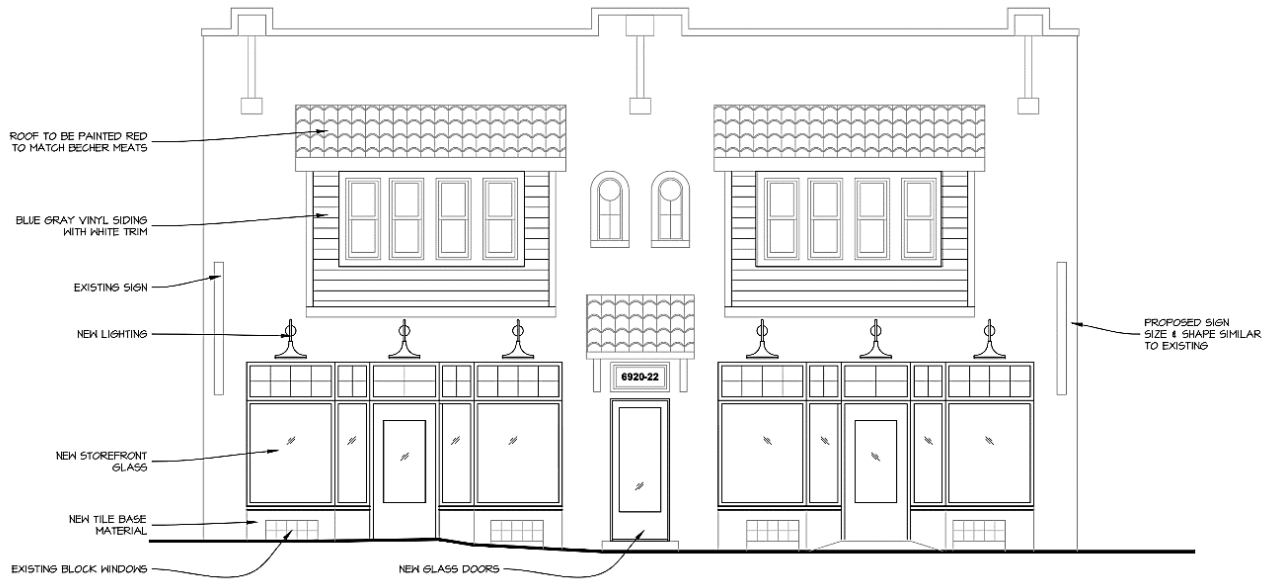 ROOF TO BE PAINTED RED
TO MATCH BECHER MEATS
BLUE GRAY VINYL SIDING
WITH WHITE TRIM
EXISTING SIGN
NEW LIGHTING
PROPOSED SIGN
SIZE & SHAPE SIMILAR
TO EXISTING
6920-22
NEW STOREFRONT
GLASS
NEW TILE BASE
MATERIAL
EXISTING BLOCK WINDOWS
NEW GLASS DOORS